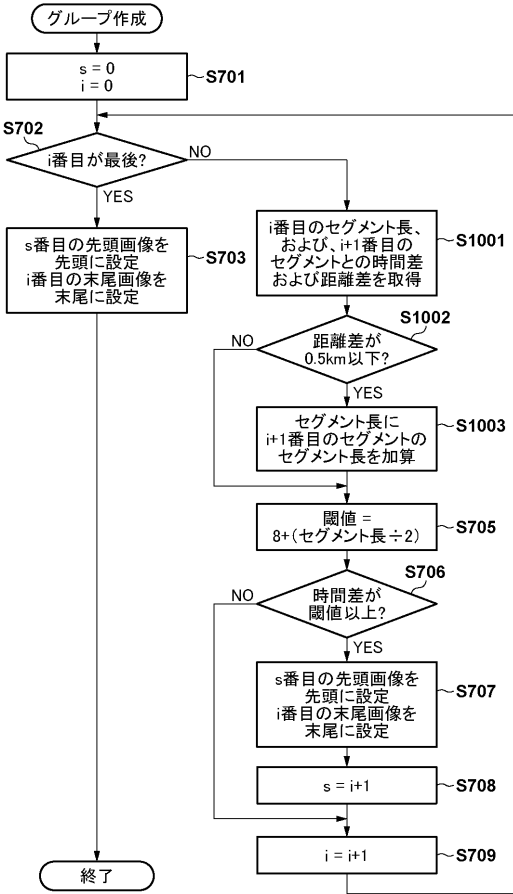 グループ作成
s = 0
i = 0
S701
S702
i番目が最後?
NO
YES
s番目の先頭画像を
先頭に設定
i番目の末尾画像を
末尾に設定
S703
i番目のセグメント長、
および、i+1番目の
セグメントとの時間差
および距離差を取得
S1001
S1002
距離差が
0.5km以下?
NO
YES
セグメント長に
i+1番目のセグメントの
セグメント長を加算
S1003
閾値 =
8+(セグメント長÷2)
S705
S706
時間差が
閾値以上?
NO
YES
s番目の先頭画像を
先頭に設定
i番目の末尾画像を
末尾に設定
S707
s = i+1
S708
i = i+1
S709
終了